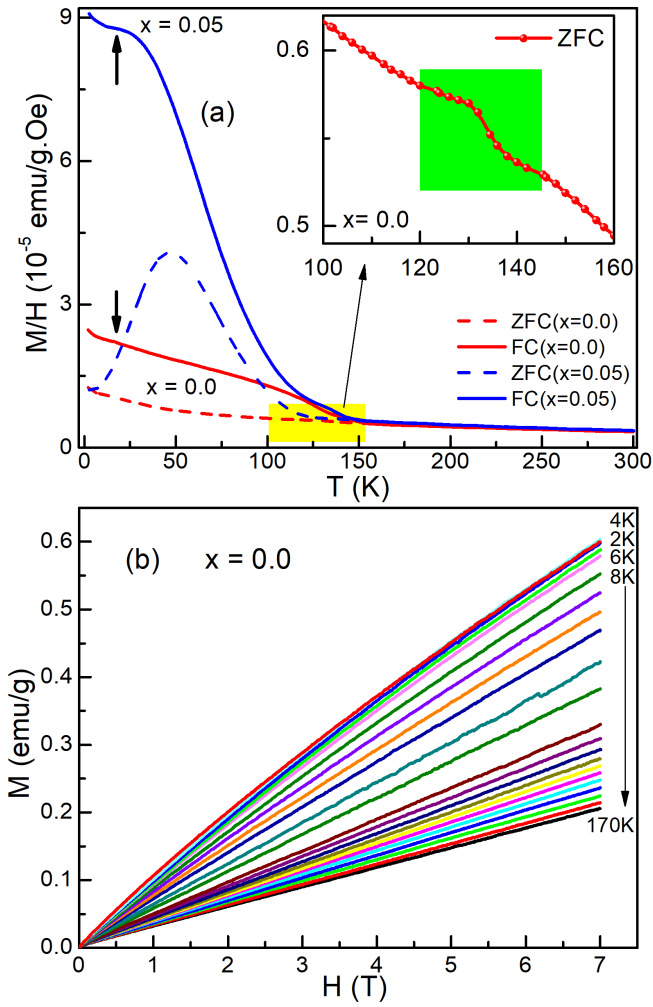 9
6
3
0
M/H (10⁻⁵ emu/g.Oe)
x = 0.05
(a)
x = 0.0
0 50 100 150 200 250 300
T (K)
0.6
0.5
ZFC
x= 0.0
100 120 140 160
ZFC(x=0.0)
FC(x=0.0)
ZFC(x=0.05)
FC(x=0.05)
(b) x = 0.0
0.6
0.5
0.4
0.3
0.2
0.1
0.0
M (emu/g)
4K
2K
6K
8K
170K
0 1 2 3 4 5 6 7
H (T)